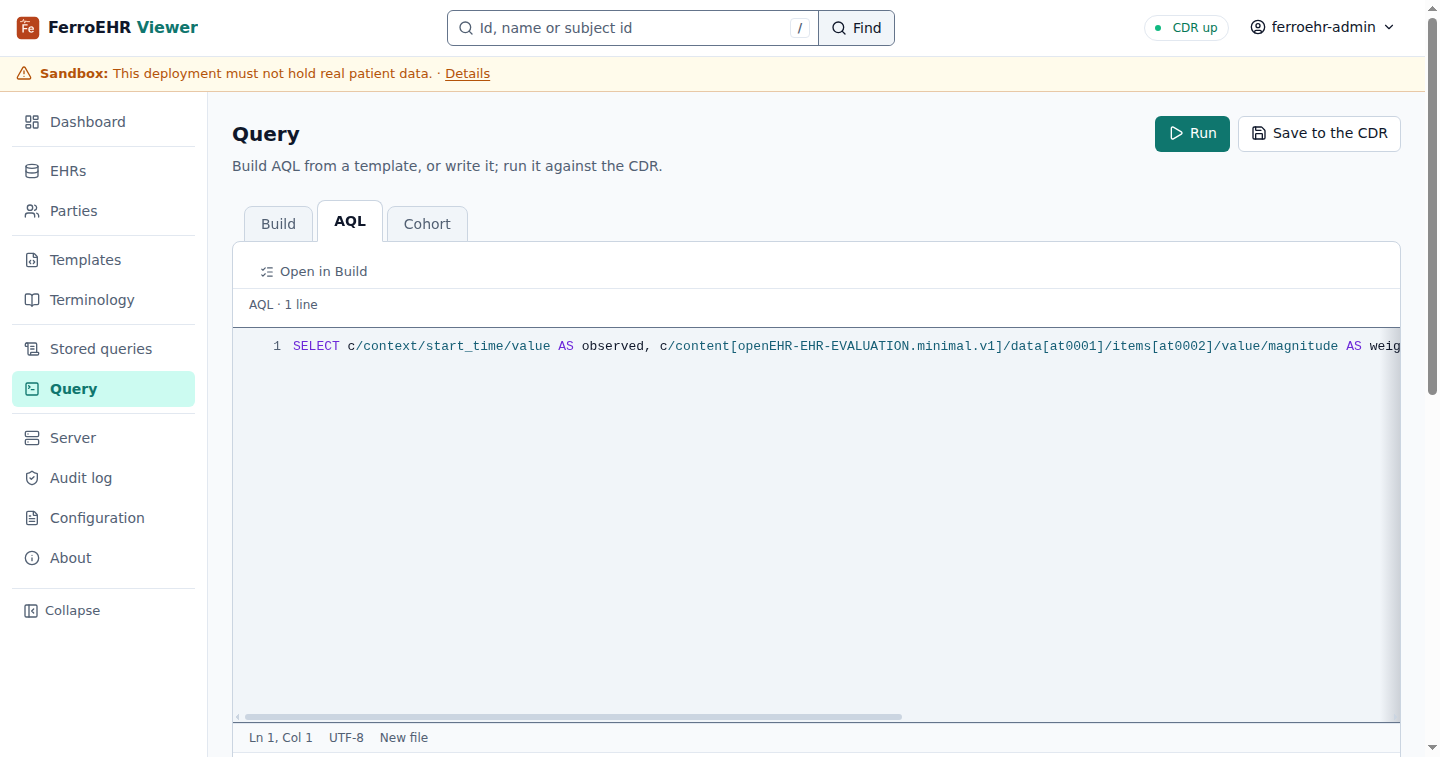 Fe FerroEHR Viewer
Id, name or subject id / Find
CDR up
ferroehr-admin
Sandbox: This deployment must not hold real patient data. · Details
Dashboard
EHRs
Parties
Templates
Terminology
Stored queries
Query
Server
Audit log
Configuration
About
Collapse
Query
Run
Save to the CDR
Build AQL from a template, or write it; run it against the CDR.
Build
AQL
Cohort
Open in Build
AQL · 1 line
1 SELECT c/context/start_time/value AS observed, c/content[openEHR-EHR-EVALUATION.minimal.v1]/data[at0001]/items[at0002]/value/magnitude AS weig
Ln 1, Col 1 UTF-8 New file